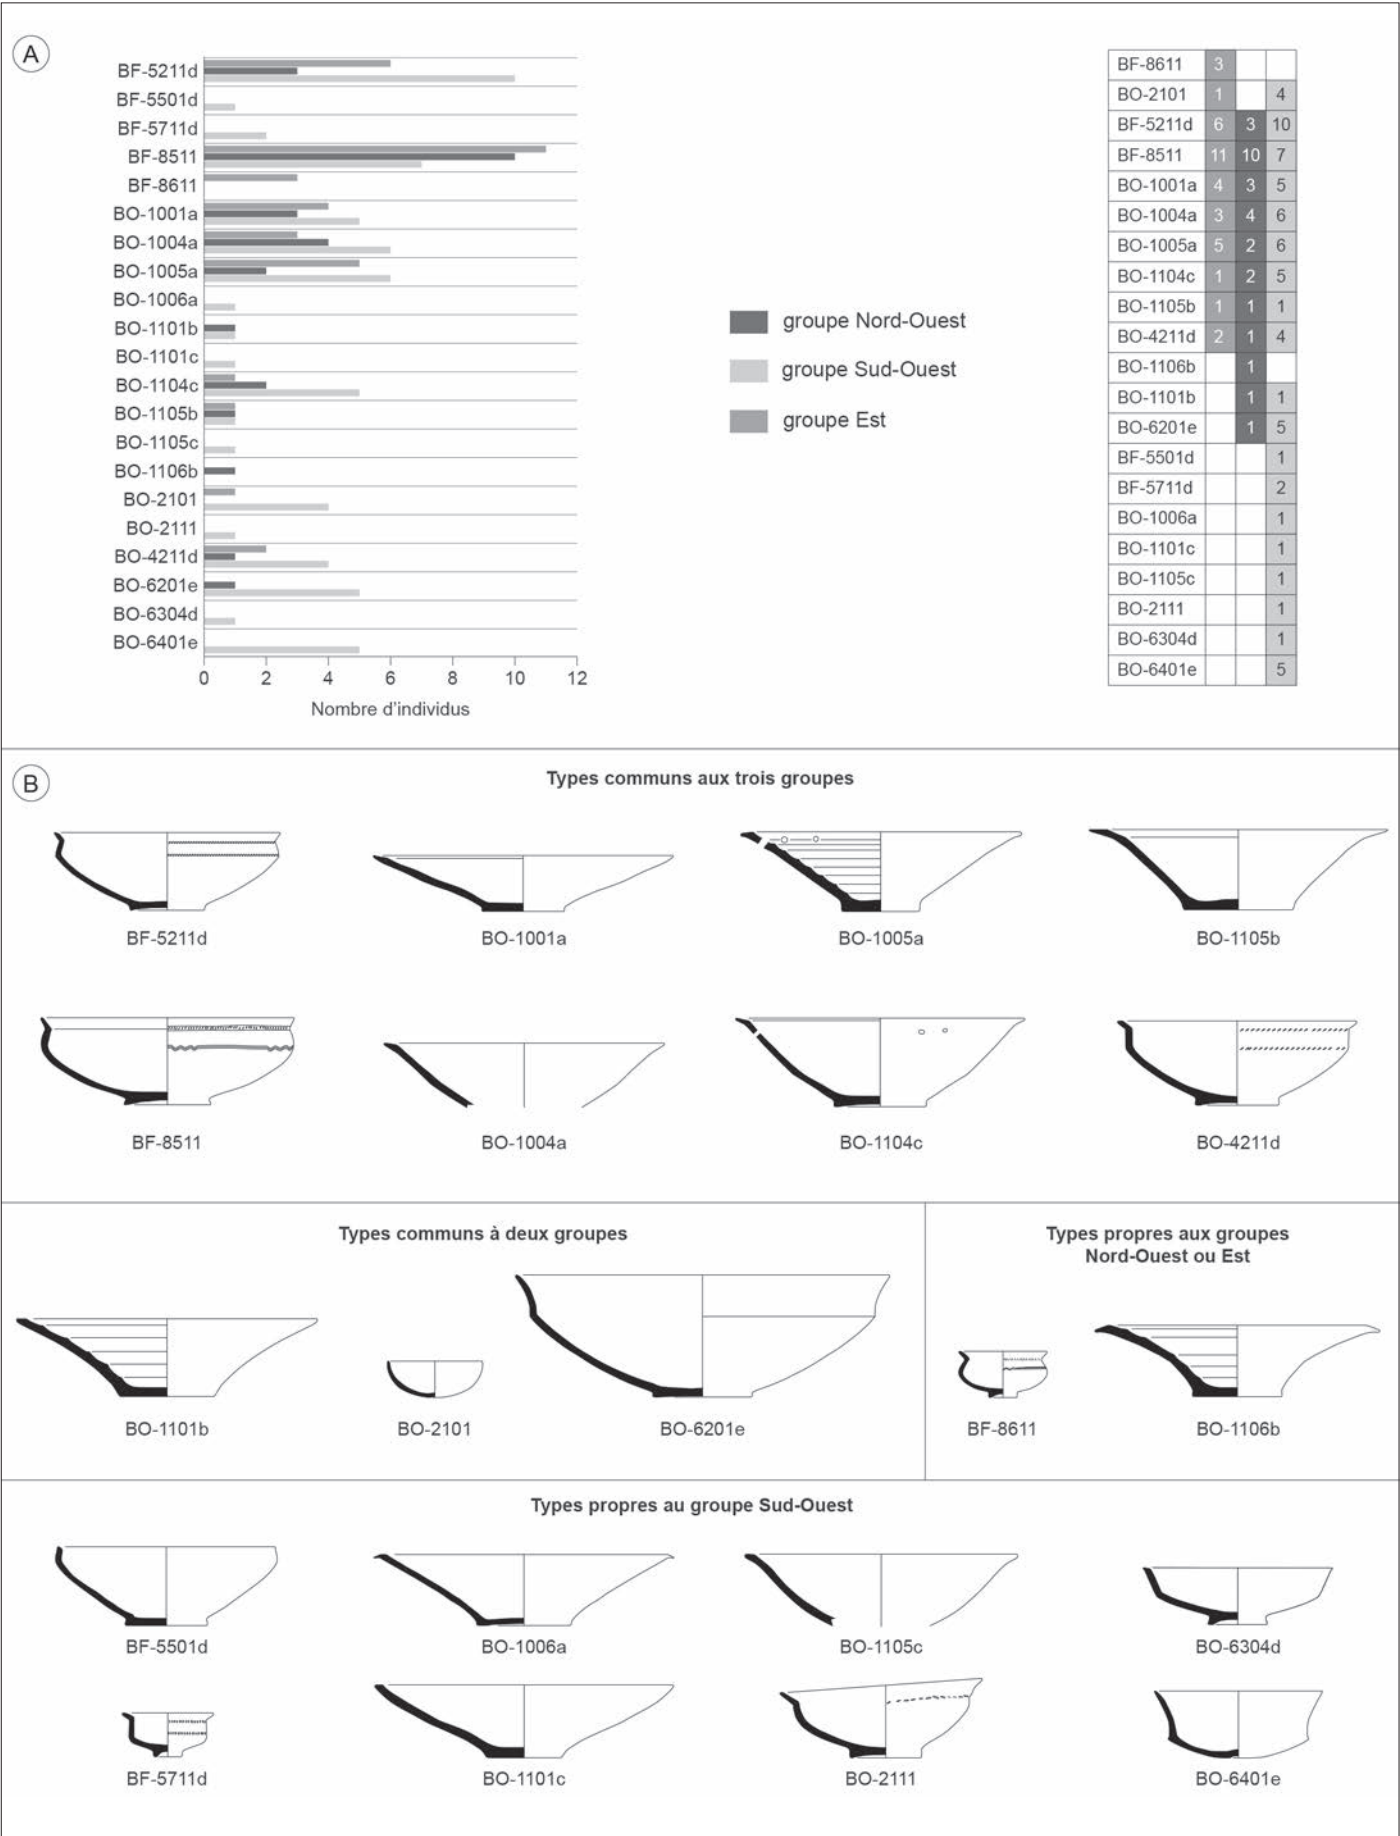 A
BF-5211d
BF-5501d
BF-5711d
BF-8511
BF-8611
BO-1001a
BO-1004a
BO-1005a
BO-1006a
BO-1101b
BO-1101c
BO-1104c
BO-1105b
BO-1105c
BO-1106b
BO-2101
BO-2111
BO-4211d
BO-6201e
BO-6304d
BO-6401e
0 2 4 6 8 10 12
Nombre d'individus
groupe Nord-Ouest
groupe Sud-Ouest
groupe Est
BF-8611 3
BO-2101 1 4
BF-5211d 6 3 10
BF-8511 11 10 7
BO-1001a 4 3 5
BO-1004a 3 4 6
BO-1005a 5 2 6
BO-1104c 1 2 5
BO-1105b 1 1 1
BO-4211d 2 1 4
BO-1106b 1
BO-1101b 1 1
BO-6201e 1 5
BF-5501d 1
BF-5711d 2
BO-1006a 1
BO-1101c 1
BO-1105c 1
BO-2111 1
BO-6304d 1
BO-6401e 5
B
Types communs aux trois groupes
BF-5211d BO-1001a BO-1005a BO-1105b
BF-8511 BO-1004a BO-1104c BO-4211d
Types communs à deux groupes
BO-1101b BO-2101 BO-6201e
Types propres aux groupes
Nord-Ouest ou Est
BF-8611 BO-1106b
Types propres au groupe Sud-Ouest
BF-5501d BO-1006a BO-1105c BO-6304d
BF-5711d BO-1101c BO-2111 BO-6401e